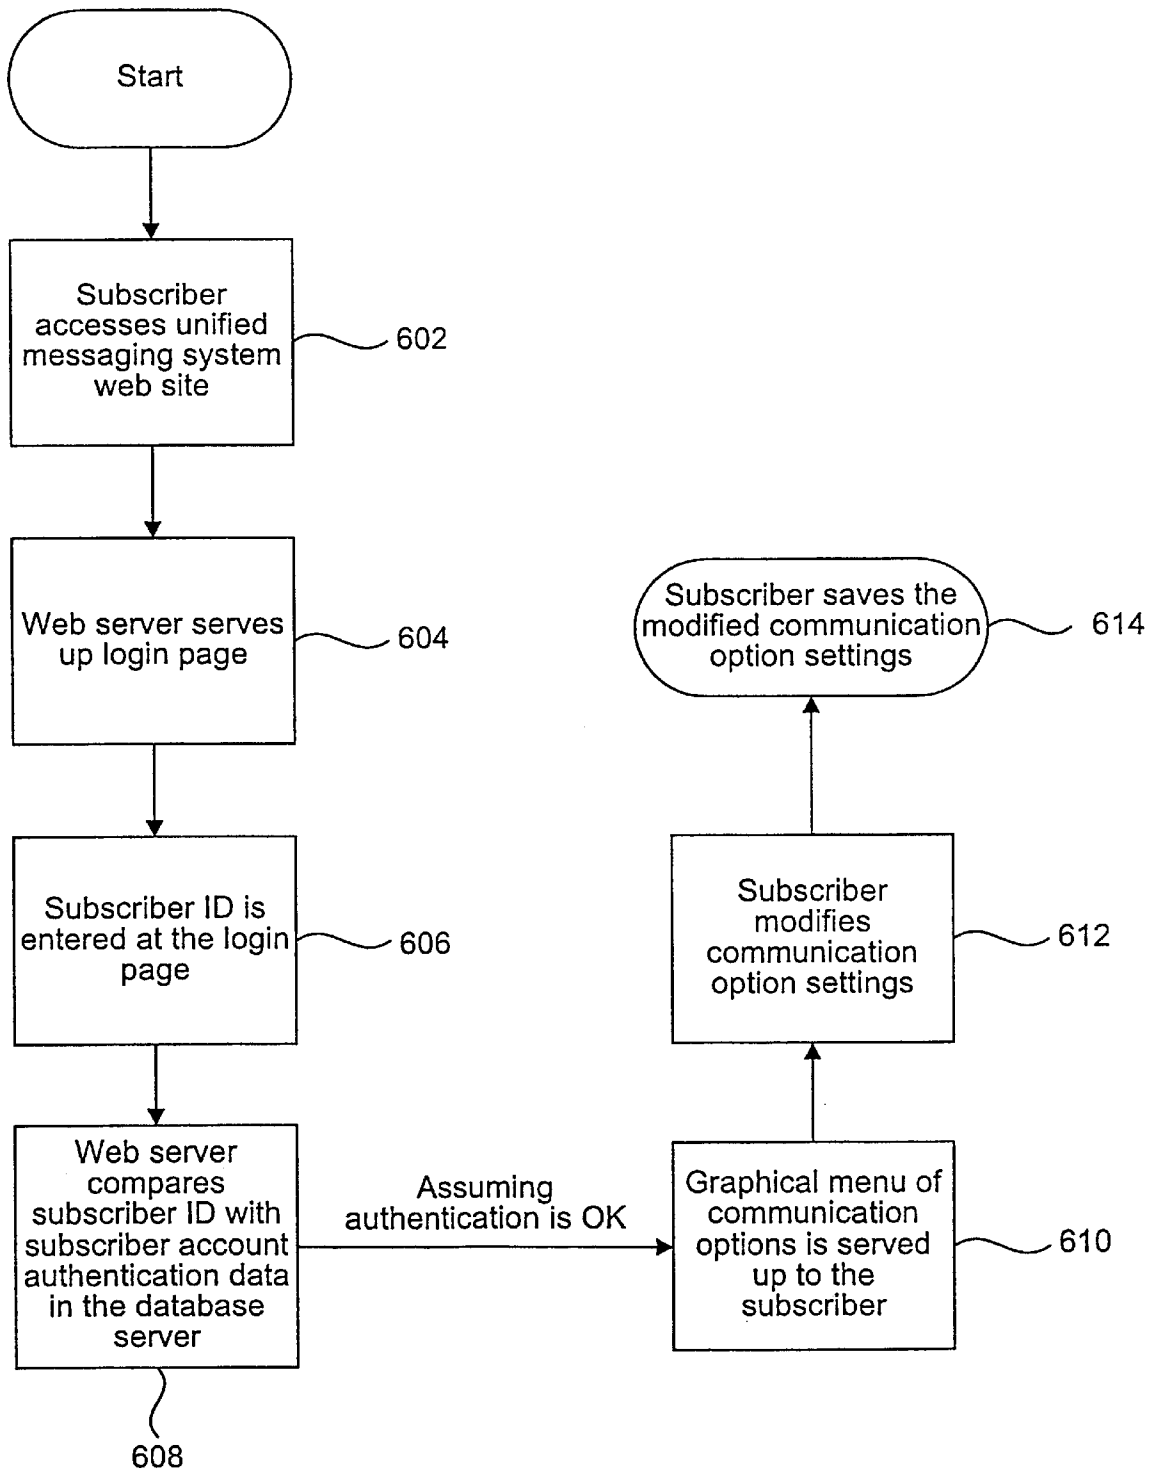 Start
Subscriber
accesses unified
messaging system
web site
602
Web server serves
up login page
604
Subscriber ID is
entered at the login
page
606
Web server
compares
subscriber ID with
subscriber account
authentication data
in the database
server
608
Assuming
authentication is OK
Graphical menu of
communication
options is served
up to the
subscriber
610
Subscriber
modifies
communication
option settings
612
Subscriber saves the
modified communication
option settings
614